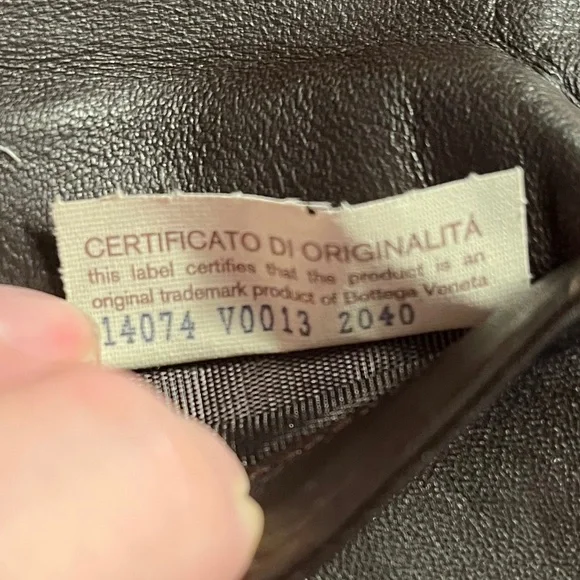 CERTIFICATO DI ORIGINALITÁ
this label certifies that the product is an
original trademark product of Bottega Veneta
14074 V0013 2040